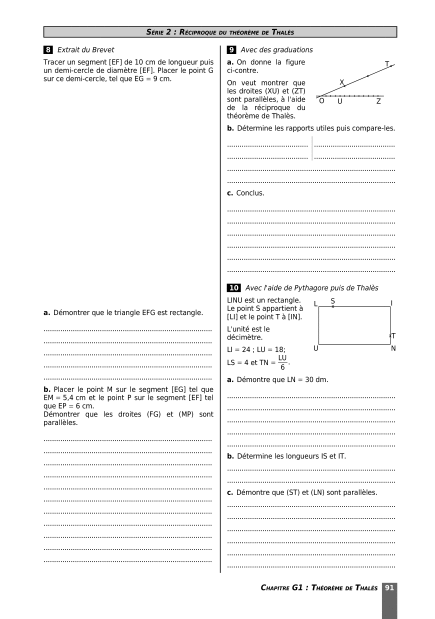 SÉRIE 2 : RÉCIPROQUE DU THÉORÈME DE THALÈS
8 Extrait du Brevet
Tracer un segment [EF] de 10 cm de longueur puis
un demi-cercle de diamètre [EF]. Placer le point G
sur ce demi-cercle, tel que EG = 9 cm.
a. Démontrer que le triangle EFG est rectangle.
b. Placer le point M sur le segment [EG] tel que
EM = 5,4 cm et le point P sur le segment [EF] tel
que EP = 6 cm.
Démontrer que les droites (FG) et (MP) sont
parallèles.
9 Avec des graduations
a. On donne la figure
ci-contre.
On veut montrer que
les droites (XU) et (ZT)
sont parallèles, à l'aide
de la réciproque du
théorème de Thalès.
T
X
O U Z
b. Détermine les rapports utiles puis compare-les.
c. Conclus.
10 Avec l'aide de Pythagore puis de Thalès
LINU est un rectangle.
Le point S appartient à
[LI] et le point T à [IN].
L'unité est le
décimètre.
LI = 24 ; LU = 18;
LS = 4 et TN = LU/6.
L S I
T
U N
a. Démontre que LN = 30 dm.
b. Détermine les longueurs IS et IT.
c. Démontre que (ST) et (LN) sont parallèles.
CHAPITRE G1 : THÉORÈME DE THALÈS 91